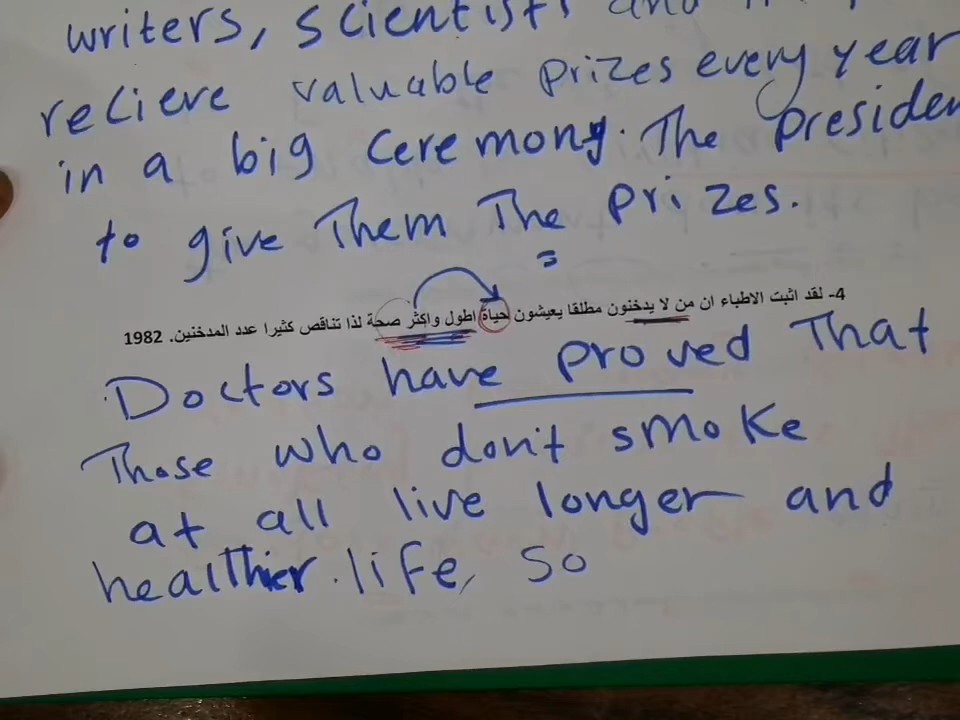 writers, scientists and
relieve valuable prizes every year
in a big ceremony. The
to give Them The prizes.
4- لقد اثبت الاطباء ان من لا يدخنون مطلقا يعيشون حياة اطول واكثر صحة لذا تناقص كثيرا عدد المدخنين. 1982
Doctors have proved That
Those who don't smoke
at all live longer and
healthier life, so